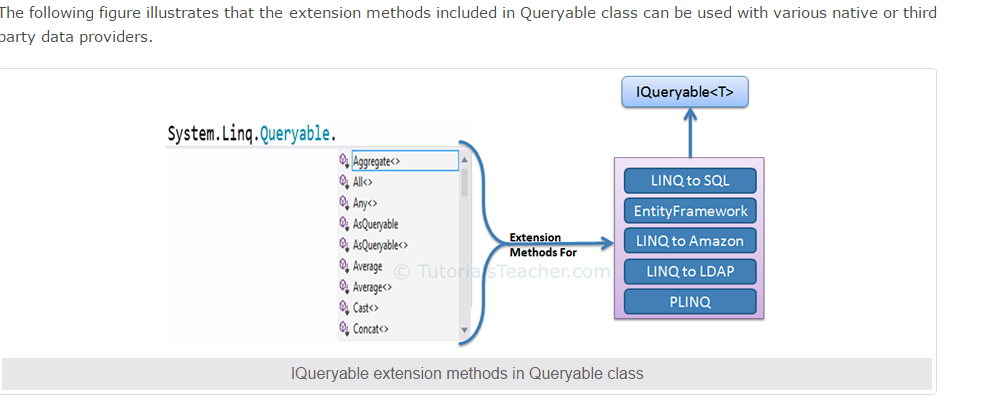 The following figure illustrates that the extension methods included in Queryable class can be used with various native or third
party data providers.
IQueryable<T>
System.Linq.Queryable.
Aggregate<>
All<>
Any<>
AsQueryable
AsQueryable<>
Average
Average<>
Cast<>
Concat<>
Extension
Methods For
© TutorialsTeacher.com
LINQ to SQL
EntityFramework
LINQ to Amazon
LINQ to LDAP
PLINQ
IQueryable extension methods in Queryable class